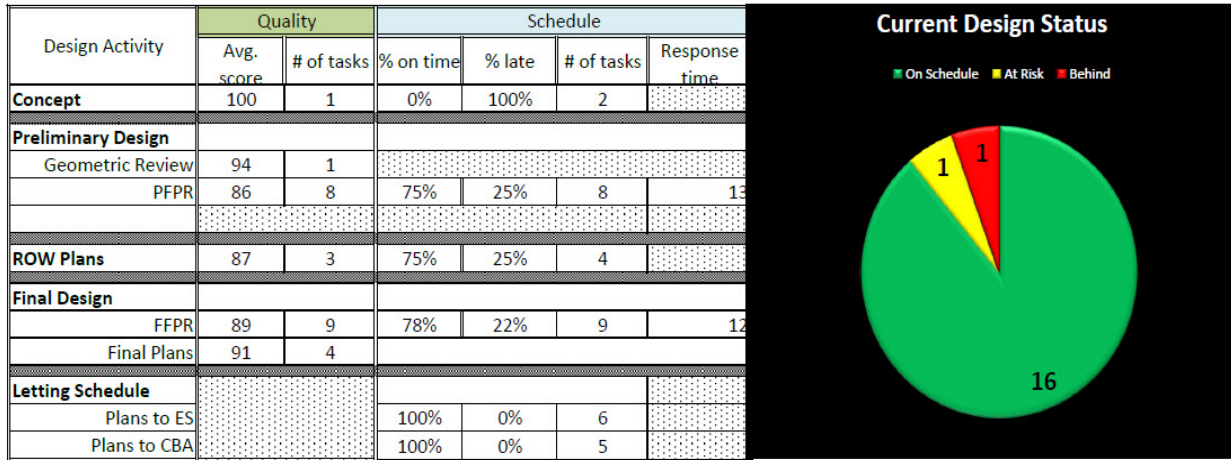 Design Activity Quality Schedule
Avg. score # of tasks % on time % late # of tasks Response time
Concept 100 1 0% 100% 2
Preliminary Design
Geometric Review 94 1
PFPR 86 8 75% 25% 8 13
ROW Plans 87 3 75% 25% 4
Final Design
FFPR 89 9 78% 22% 9 12
Final Plans 91 4
Letting Schedule
Plans to ES 100% 0% 6
Plans to CBA 100% 0% 5
Current Design Status
On Schedule At Risk Behind
1 1
16